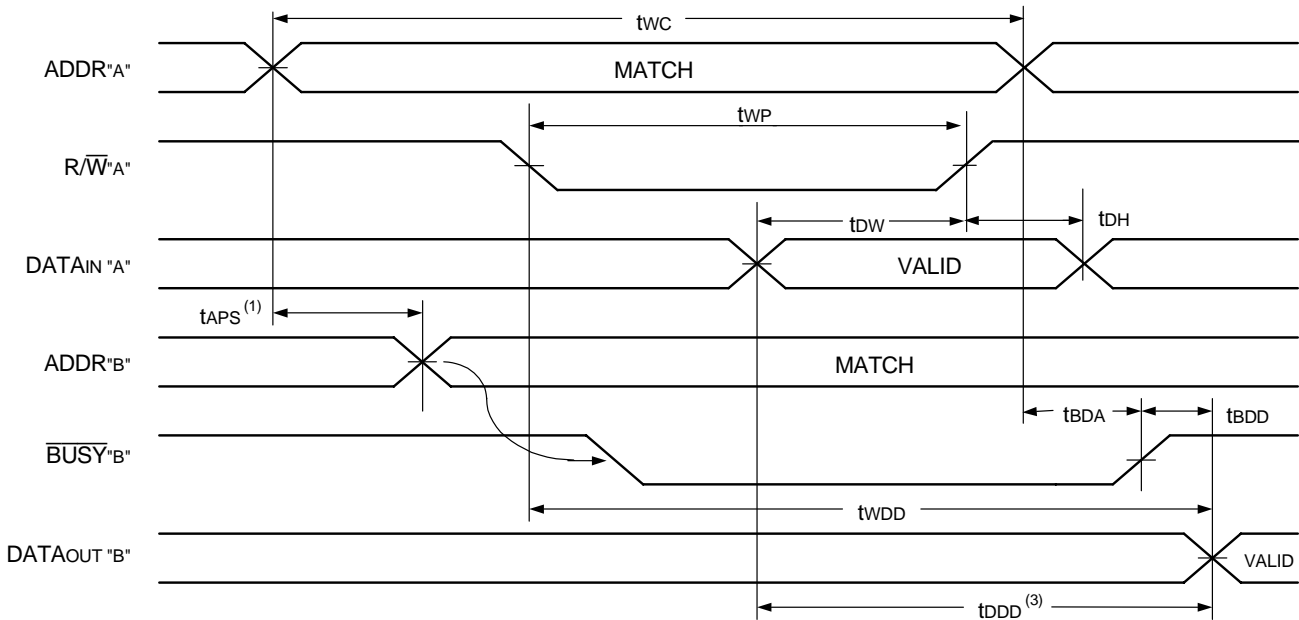 tWC
ADDR"A"
MATCH
tWP
R/W̅"A"
tDW
tDH
DATAIN "A"
VALID
tAPS (1)
ADDR"B"
MATCH
tBDA
tBDD
B̅U̅S̅Y̅"B"
tWDD
DATAOUT "B"
VALID
tDDD (3)